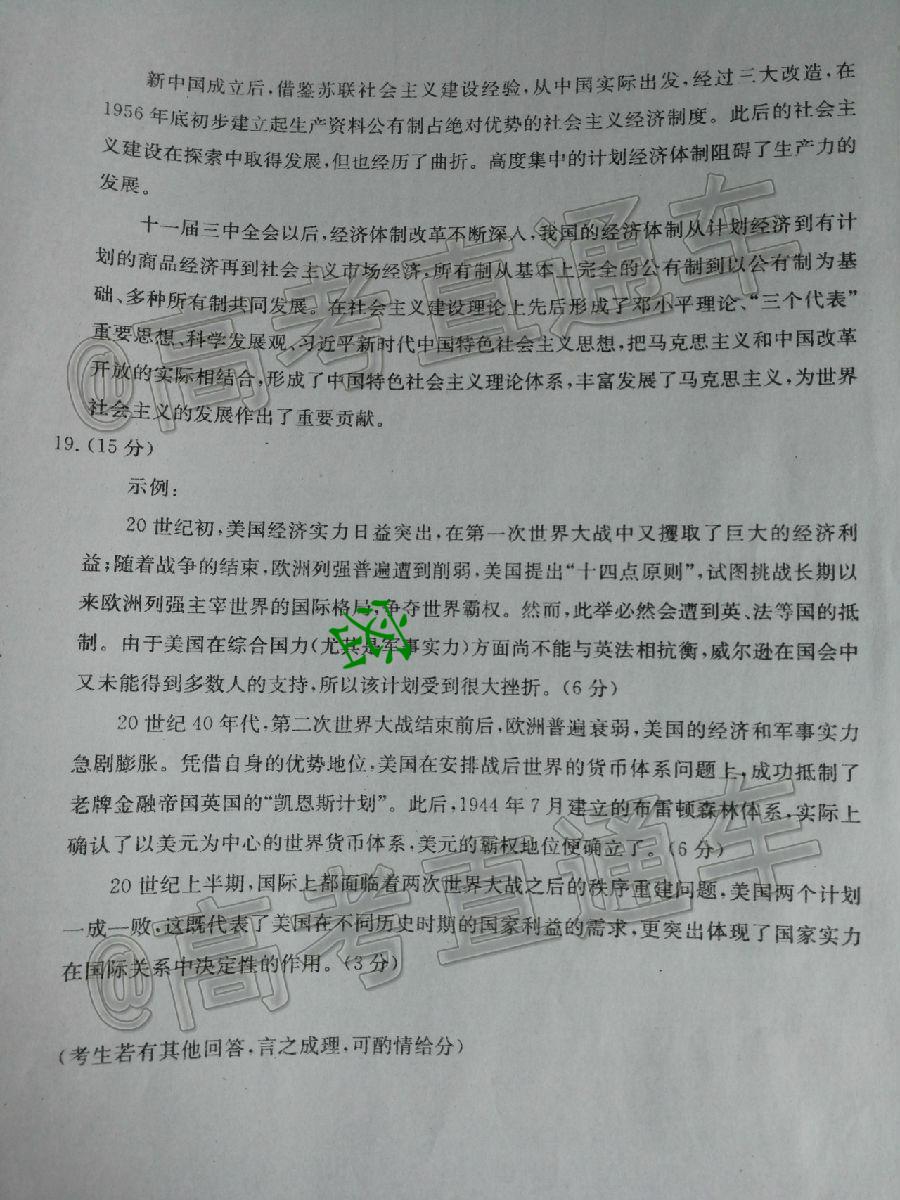 新中国成立后,借鉴苏联社会主义建设经验,从中国实际出发,经过三大改造,在
1956年底初步建立起生产资料公有制占绝对优势的社会主义经济制度。此后的社会主
义建设在探索中取得发展,但也经历了曲折。高度集中的计划经济体制阻碍了生产力的
发展。
十一届三中全会以后,经济体制改革不断深入,我国的经济体制从计划经济到有计
划的商品经济再到社会主义市场经济,所有制从基本上完全的公有制到以公有制为基
础、多种所有制共同发展。在社会主义建设理论上先后形成了邓小平理论、“三个代表”
重要思想、科学发展观、习近平新时代中国特色社会主义思想,把马克思主义和中国改革
开放的实际相结合,形成了中国特色社会主义理论体系,丰富发展了马克思主义,为世界
社会主义的发展作出了重要贡献。
19.(15分)
示例:
20世纪初,美国经济实力日益突出,在第一次世界大战中又攫取了巨大的经济利
益;随着战争的结束,欧洲列强普遍遭到削弱,美国提出“十四点原则”,试图挑战长期以
来欧洲列强主宰世界的国际格局,争夺世界霸权。然而,此举必然会遭到英、法等国的抵
制。由于美国在综合国力(尤其是军事实力)方面尚不能与英法相抗衡,威尔逊在国会中
又未能得到多数人的支持,所以该计划受到很大挫折。(6分)
20世纪40年代,第二次世界大战结束前后,欧洲普遍衰弱,美国的经济和军事实力
急剧膨胀。凭借自身的优势地位,美国在安排战后世界的货币体系问题上,成功抵制了
老牌金融帝国英国的“凯恩斯计划”。此后,1944年7月建立的布雷顿森林体系,实际上
确认了以美元为中心的世界货币体系,美元的霸权地位便确立了。(6分)
20世纪上半期,国际上都面临着两次世界大战之后的秩序重建问题,美国两个计划
一成一败,这既代表了美国在不同历史时期的国家利益的需求,更突出体现了国家实力
在国际关系中决定性的作用。(3分)
(考生若有其他回答,言之成理,可酌情给分)
@高考直通车
@高考直通车
密